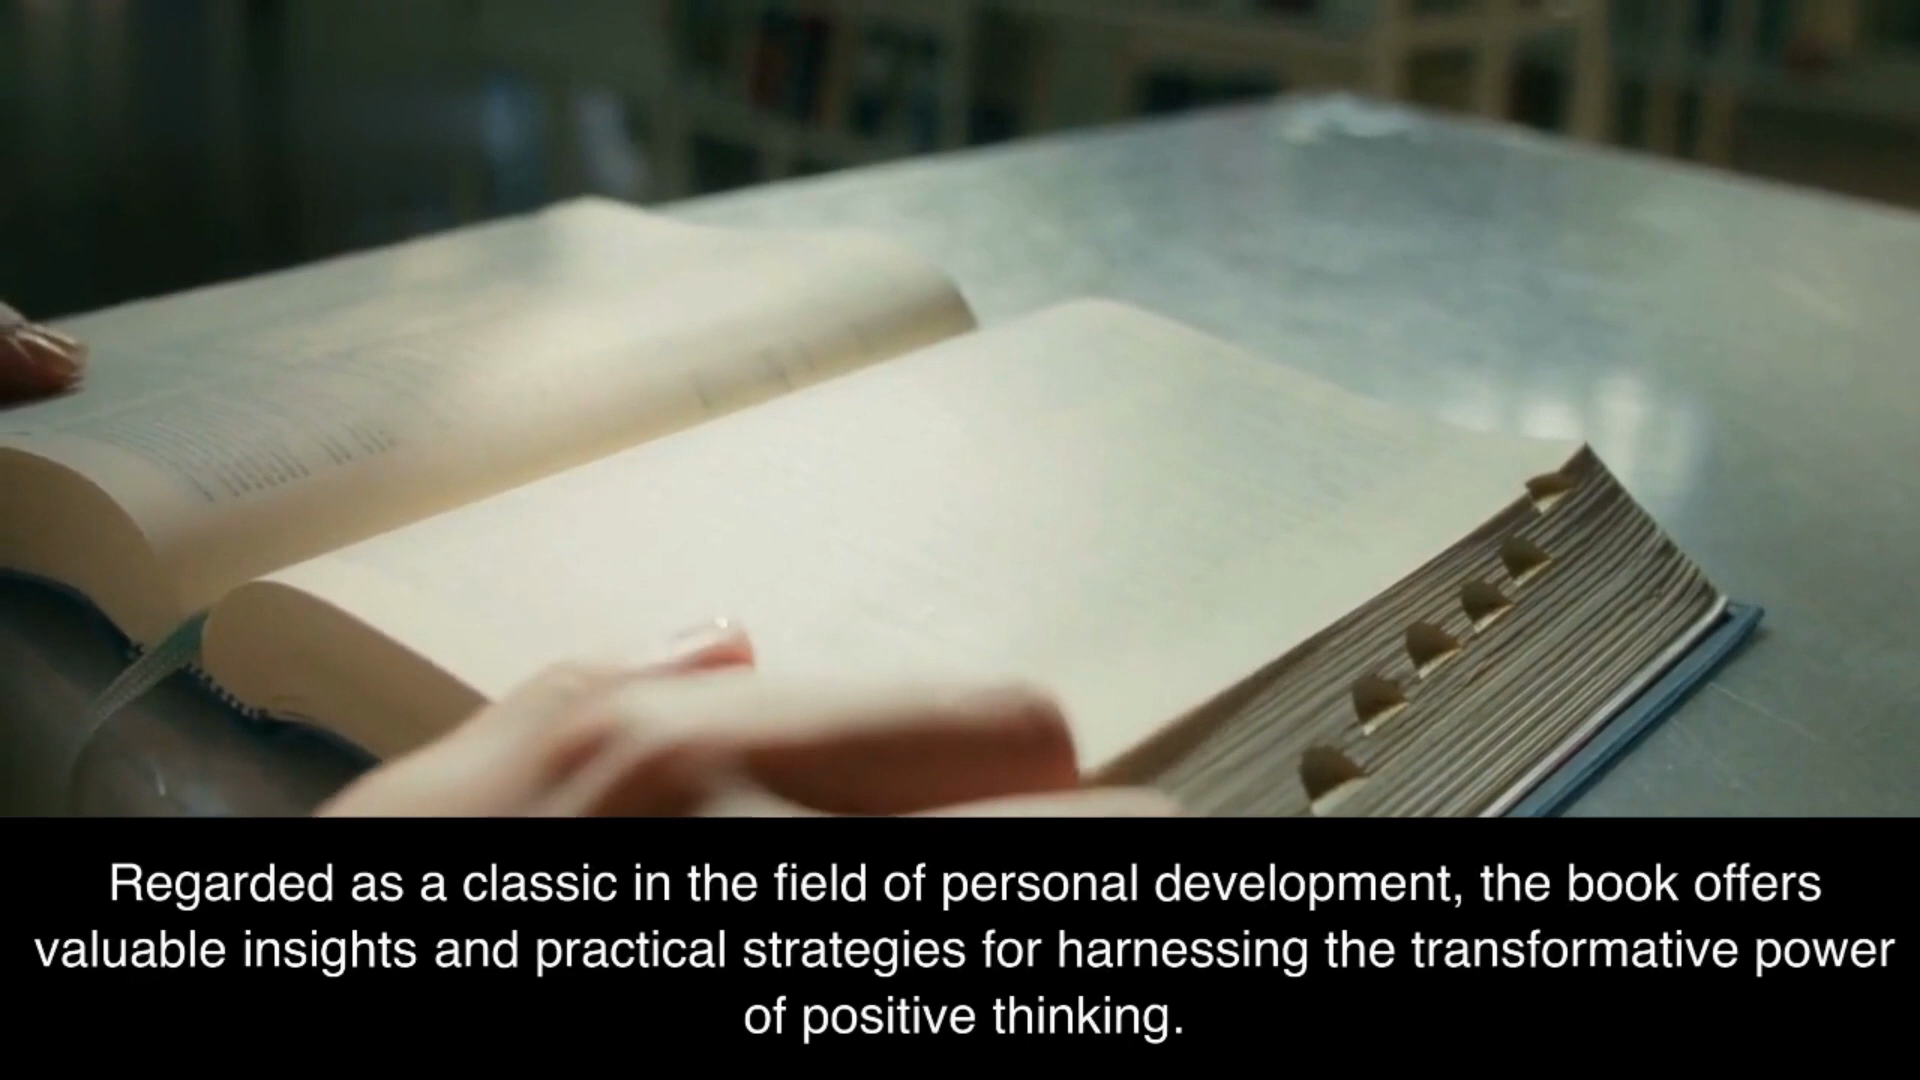 Regarded as a classic in the field of personal development, the book offers
valuable insights and practical strategies for harnessing the transformative power
of positive thinking.